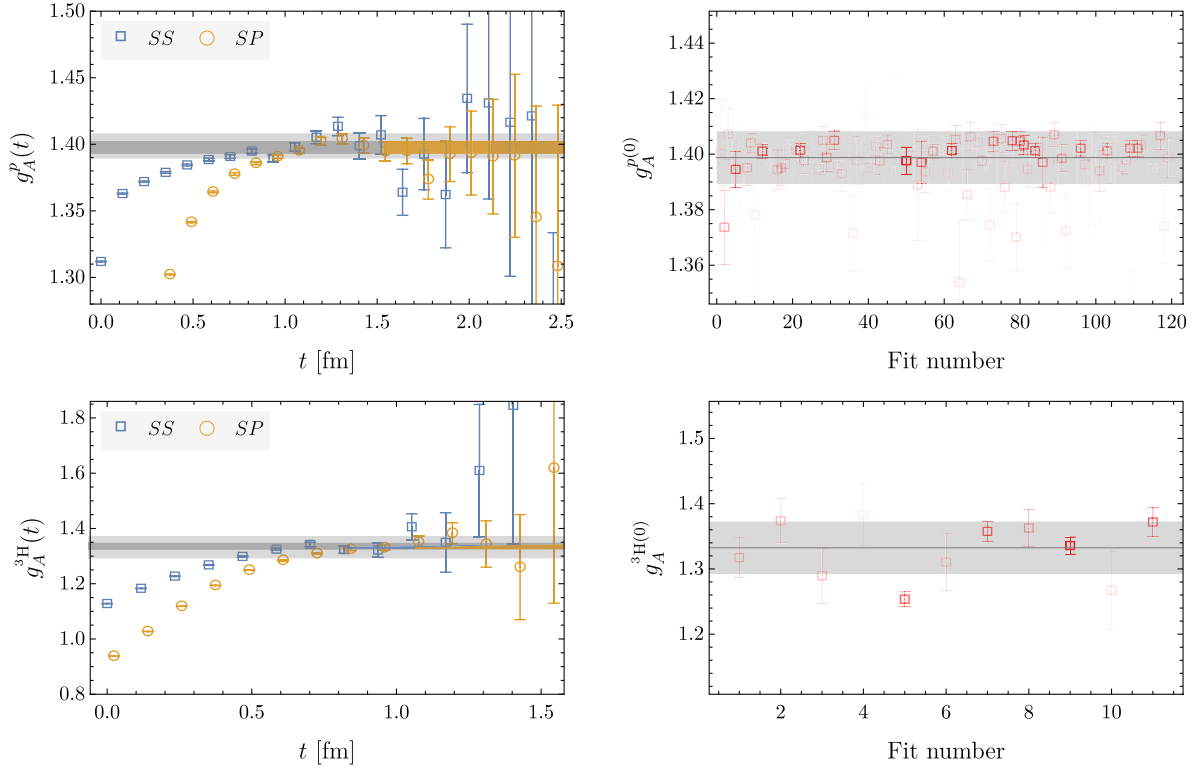 SS SP
1.50
1.45
1.40
1.35
1.30
g_A^p(t)
0.0 0.5 1.0 1.5 2.0 2.5
t [fm]
1.44
1.42
1.40
1.38
1.36
g_A^{p(0)}
0 20 40 60 80 100 120
Fit number
SS SP
1.8
1.6
1.4
1.2
1.0
0.8
g_A^{³H}(t)
0.0 0.5 1.0 1.5
t [fm]
1.5
1.4
1.3
1.2
g_A^{³H(0)}
2 4 6 8 10
Fit number